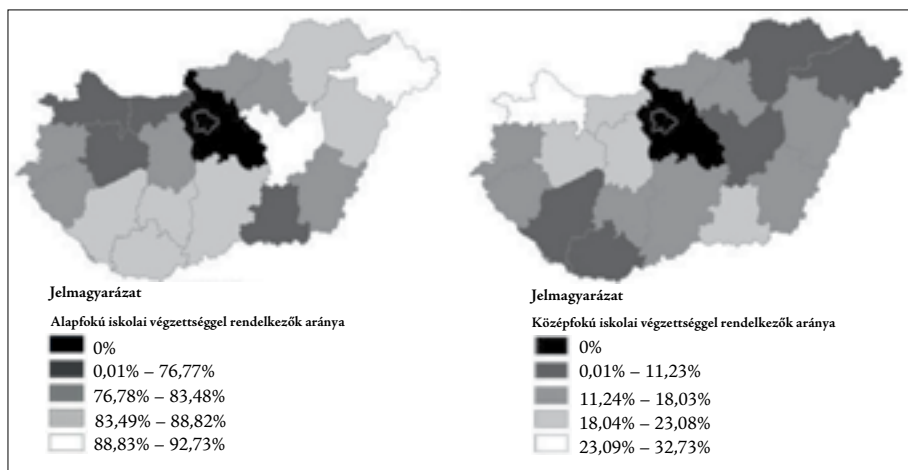 Jelmagyarázat
Alapfokú iskolai végzettséggel rendelkezők aránya
0%
0,01% – 76,77%
76,78% – 83,48%
83,49% – 88,82%
88,83% – 92,73%
Jelmagyarázat
Középfokú iskolai végzettséggel rendelkezők aránya
0%
0,01% – 11,23%
11,24% – 18,03%
18,04% – 23,08%
23,09% – 32,73%